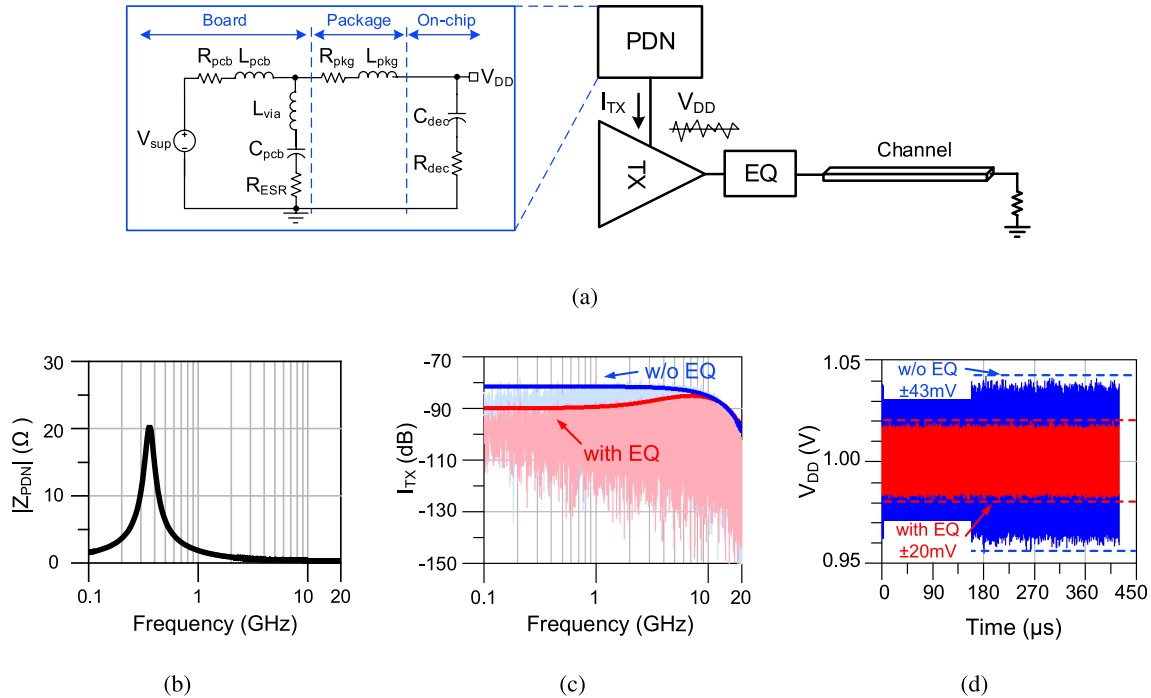 Board Package On-chip
R_pcb L_pcb R_pkg L_pkg
V_DD
L_via
C_dec
V_sup
C_pcb
R_dec
R_ESR
PDN
I_TX V_DD
TX
EQ
Channel
(a)
|Z_PDN| (Ω)
30
20
10
0
0.1 1 10 20
Frequency (GHz)
(b)
I_TX (dB)
-70
-90
-110
-130
-150
w/o EQ
with EQ
0.1 1 10 20
Frequency (GHz)
(c)
V_DD (V)
1.05
1.00
0.95
w/o EQ
±43mV
with EQ
±20mV
0 90 180 270 360 450
Time (µs)
(d)